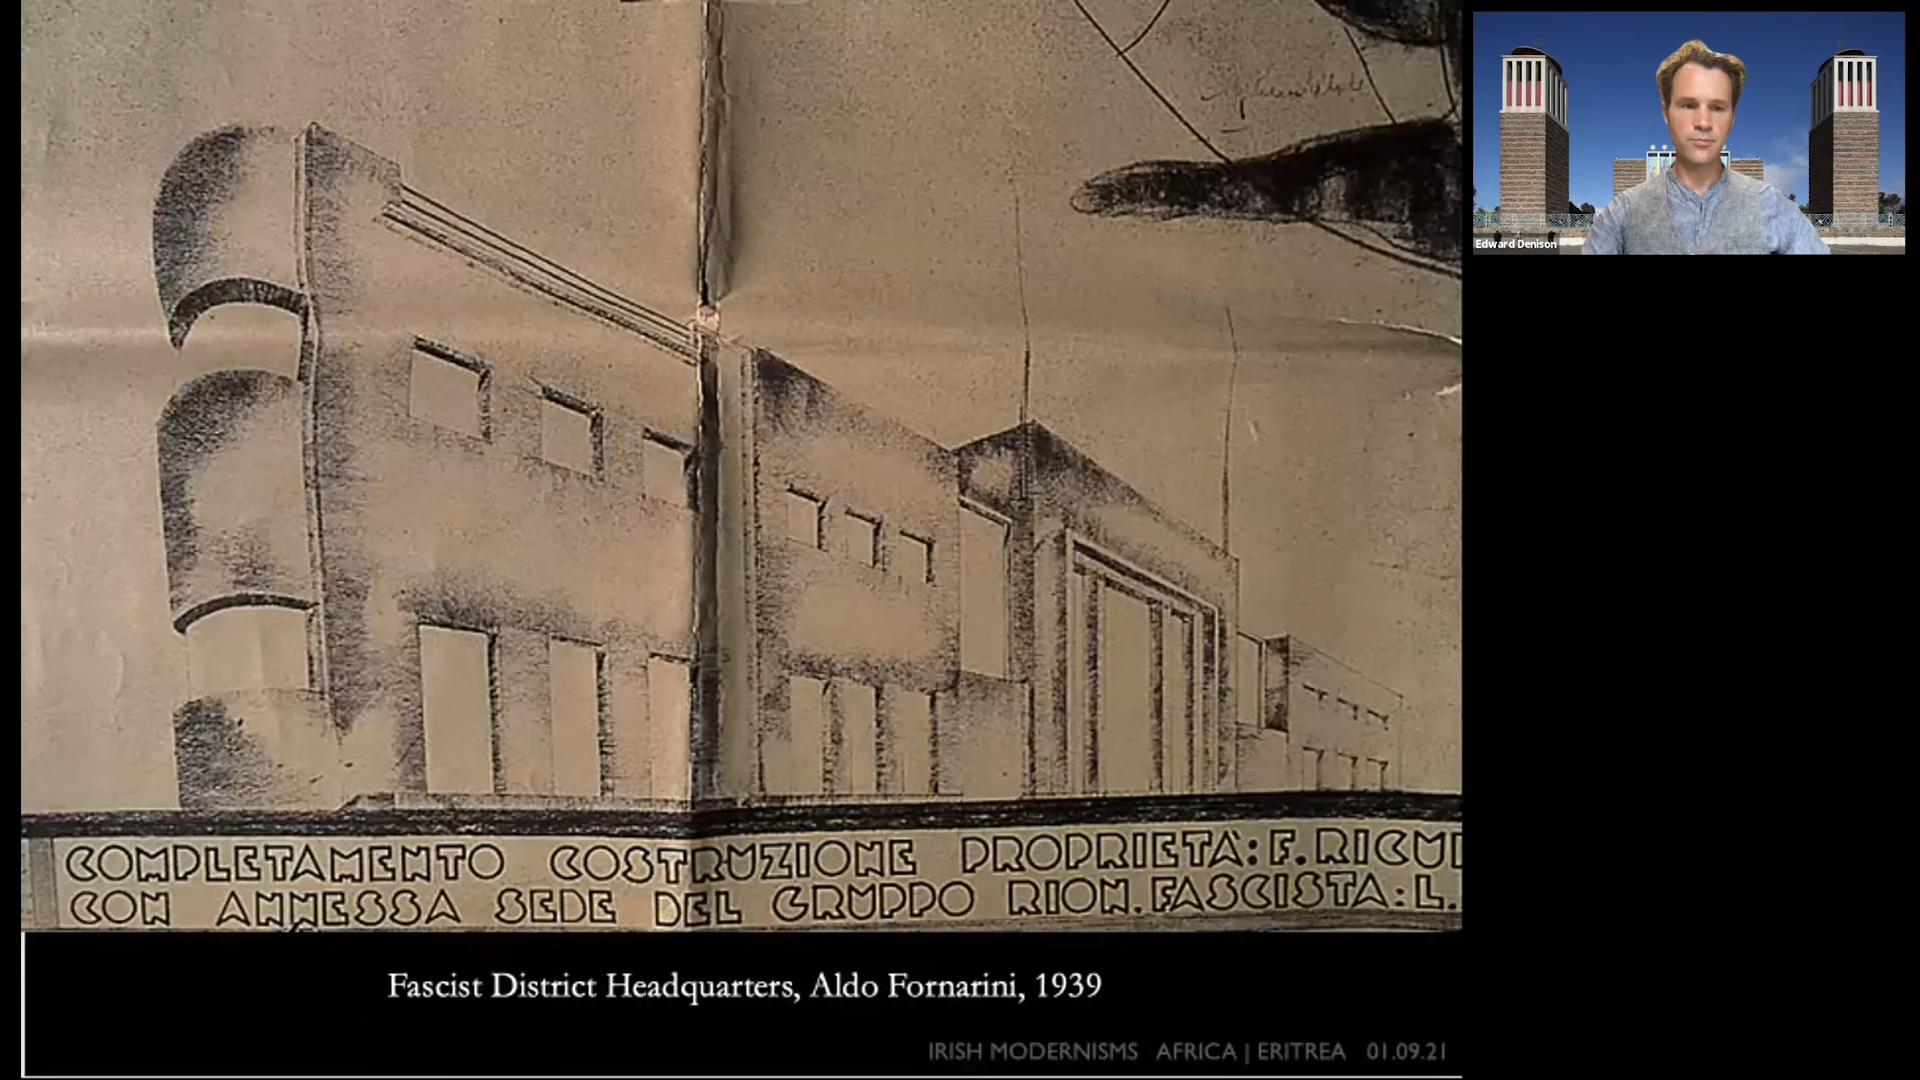 Edward Denison
COMPLETAMENTO COSTRUZIONE PROPRIETÀ: F. RICUI
CON ANNESSA SEDE DEL GRUPPO RION. FASCISTA: L.
Fascist District Headquarters, Aldo Fornarini, 1939
IRISH MODERNISMS AFRICA | ERITREA 01.09.21